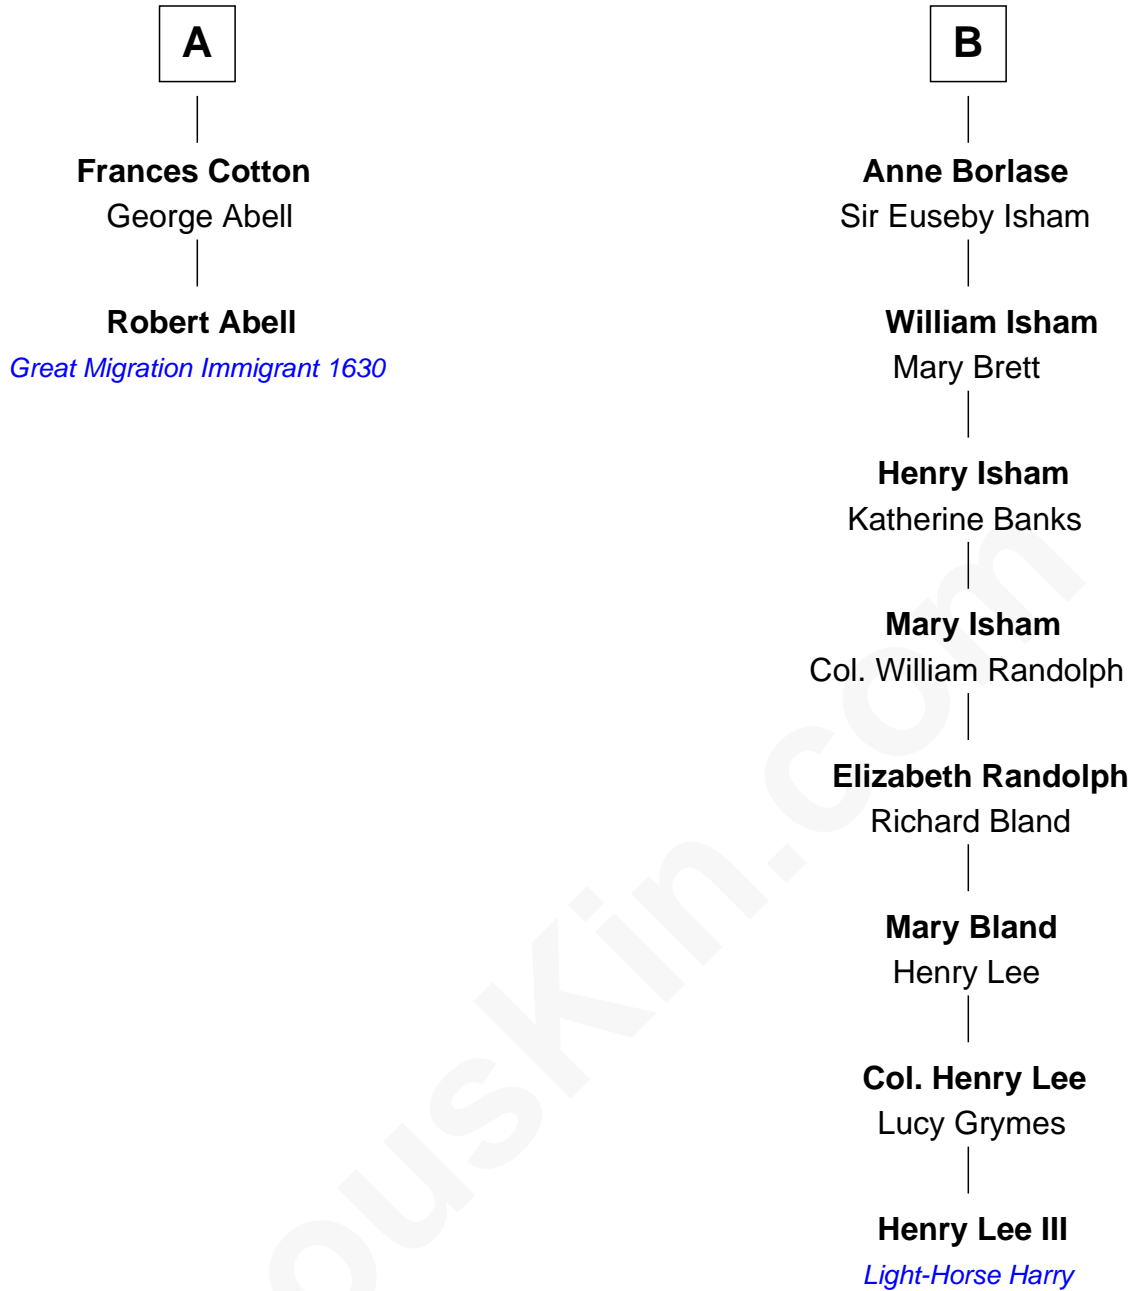 A
Frances Cotton
George Abell
Robert Abell
Great Migration Immigrant 1630
B
Anne Borlase
Sir Euseby Isham
William Isham
Mary Brett
Henry Isham
Katherine Banks
Mary Isham
Col. William Randolph
Elizabeth Randolph
Richard Bland
Mary Bland
Henry Lee
Col. Henry Lee
Lucy Grymes
Henry Lee III
Light-Horse Harry
ousKin.com